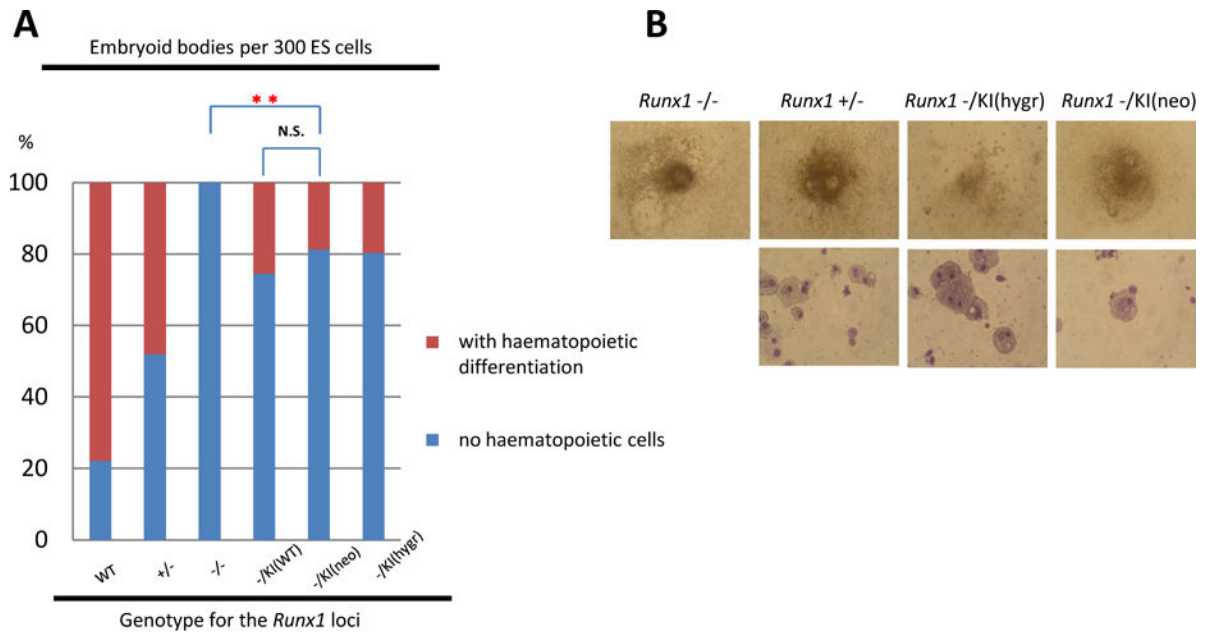 A
Embryoid bodies per 300 ES cells
**
N.S.
%
100
80
60
40
20
0
WT
+/-
-/-
-/KI(WT)
-/KI(neo)
-/KI(hygr)
Genotype for the Runx1 loci
with haematopoietic
differentiation
no haematopoietic cells
B
Runx1 -/-
Runx1 +/-
Runx1 -/KI(hygr)
Runx1 -/KI(neo)